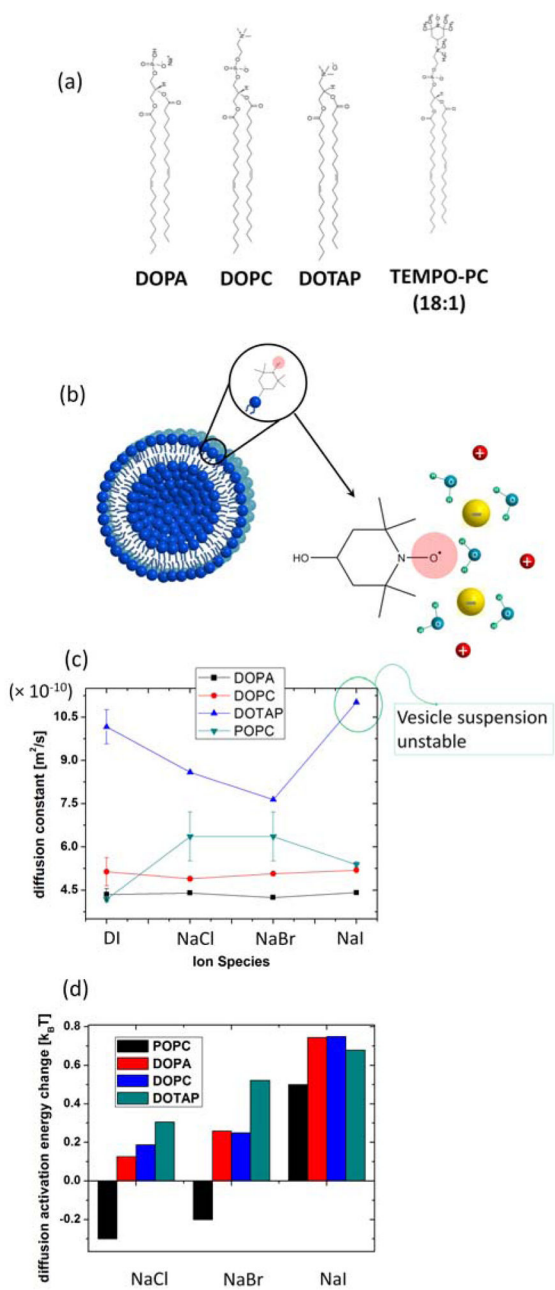 (a)
DOPA
DOPC
DOTAP
TEMPO-PC
(18:1)
(b)
HO
N
O•
+
+
+
(c)
(× 10⁻¹⁰)
DOPA
DOPC
DOTAP
POPC
Vesicle suspension
unstable
diffusion constant [m²/s]
10.5
9.0
7.5
6.0
4.5
DI
NaCl
NaBr
NaI
Ion Species
(d)
POPC
DOPA
DOPC
DOTAP
diffusion activation energy change [k_BT]
0.8
0.6
0.4
0.2
0.0
-0.2
NaCl
NaBr
NaI